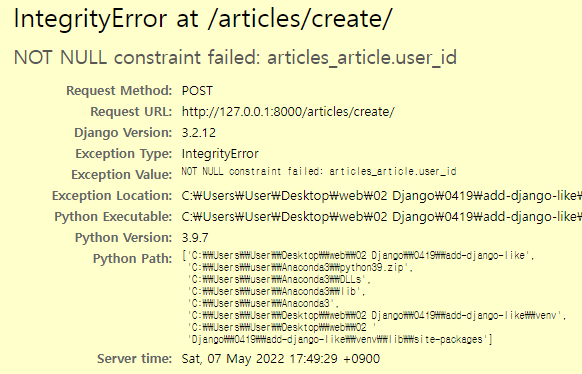 IntegrityError at /articles/create/
NOT NULL constraint failed: articles_article.user_id
Request Method: POST
Request URL: http://127.0.0.1:8000/articles/create/
Django Version: 3.2.12
Exception Type: IntegrityError
Exception Value: NOT NULL constraint failed: articles_article.user_id
Exception Location: C:₩Users₩User₩Desktop₩web₩02 Django₩0419₩add-django-like₩
Python Executable: C:₩Users₩User₩Desktop₩web₩02 Django₩0419₩add-django-like₩
Python Version: 3.9.7
Python Path: ['C:₩₩Users₩₩User₩₩Desktop₩₩web₩₩02 Django₩₩0419₩₩add-django-like',
'C:₩₩Users₩₩User₩₩Anaconda3₩₩python39.zip',
'C:₩₩Users₩₩User₩₩Anaconda3₩₩DLLs',
'C:₩₩Users₩₩User₩₩Anaconda3₩₩lib',
'C:₩₩Users₩₩User₩₩Anaconda3',
'C:₩₩Users₩₩User₩₩Desktop₩₩web₩₩02 Django₩₩0419₩₩add-django-like₩₩venv',
'C:₩₩Users₩₩User₩₩Desktop₩₩web₩₩02 '
'Django₩₩0419₩₩add-django-like₩₩venv₩₩lib₩₩site-packages']
Server time: Sat, 07 May 2022 17:49:29 +0900